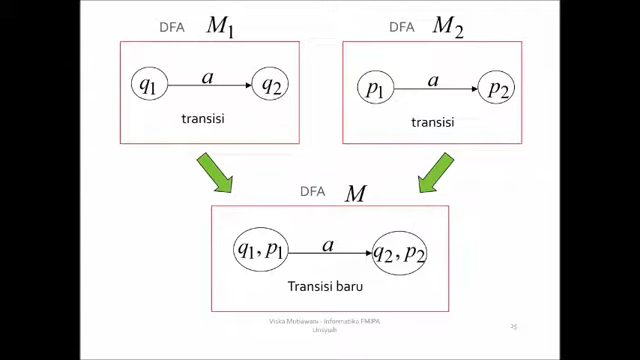 DFA M₁
DFA M₂
q₁ a q₂
transisi
p₁ a p₂
transisi
DFA M
q₁, p₁ a q₂, p₂
Transisi baru
Viska Mutiawani - Informatika FMIPA
Unsyiah
25